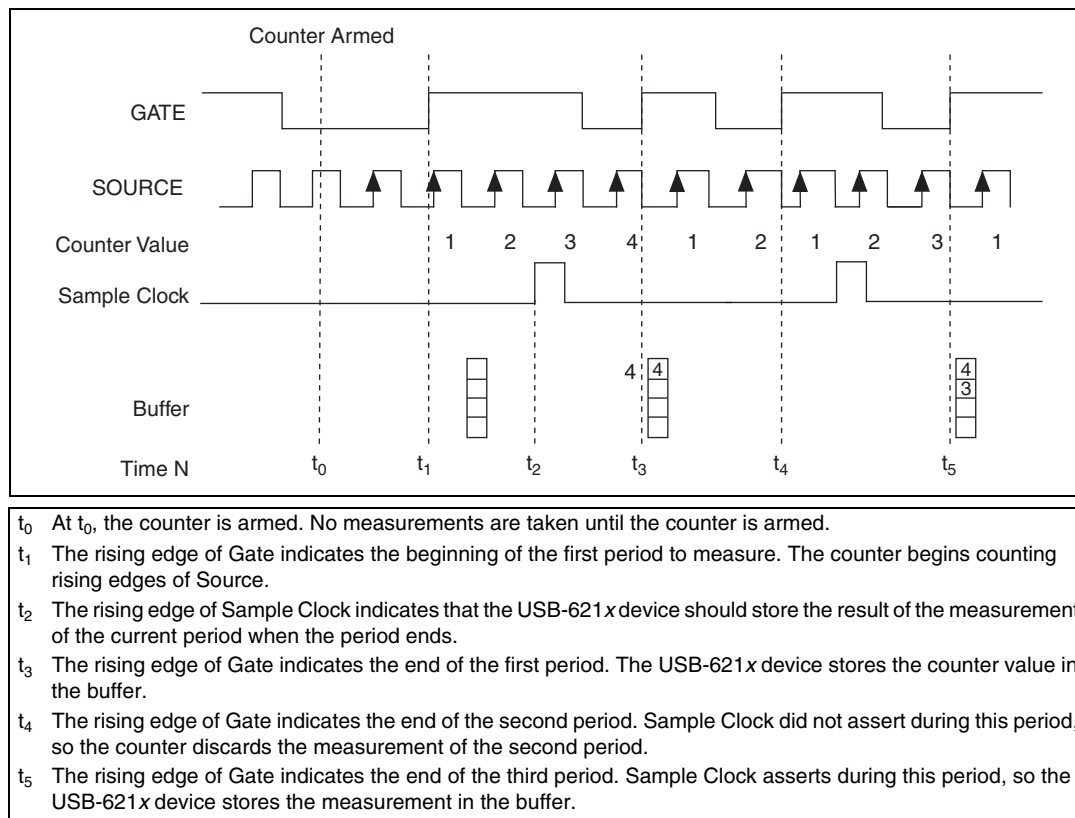 Counter Armed
GATE
SOURCE
Counter Value 1 2 3 4 1 2 1 2 3 1
Sample Clock
4 4 4
3
Buffer
Time N t0 t1 t2 t3 t4 t5
t0 At t0, the counter is armed. No measurements are taken until the counter is armed.
t1 The rising edge of Gate indicates the beginning of the first period to measure. The counter begins counting
rising edges of Source.
t2 The rising edge of Sample Clock indicates that the USB-621x device should store the result of the measurement
of the current period when the period ends.
t3 The rising edge of Gate indicates the end of the first period. The USB-621x device stores the counter value in
the buffer.
t4 The rising edge of Gate indicates the end of the second period. Sample Clock did not assert during this period,
so the counter discards the measurement of the second period.
t5 The rising edge of Gate indicates the end of the third period. Sample Clock asserts during this period, so the
USB-621x device stores the measurement in the buffer.